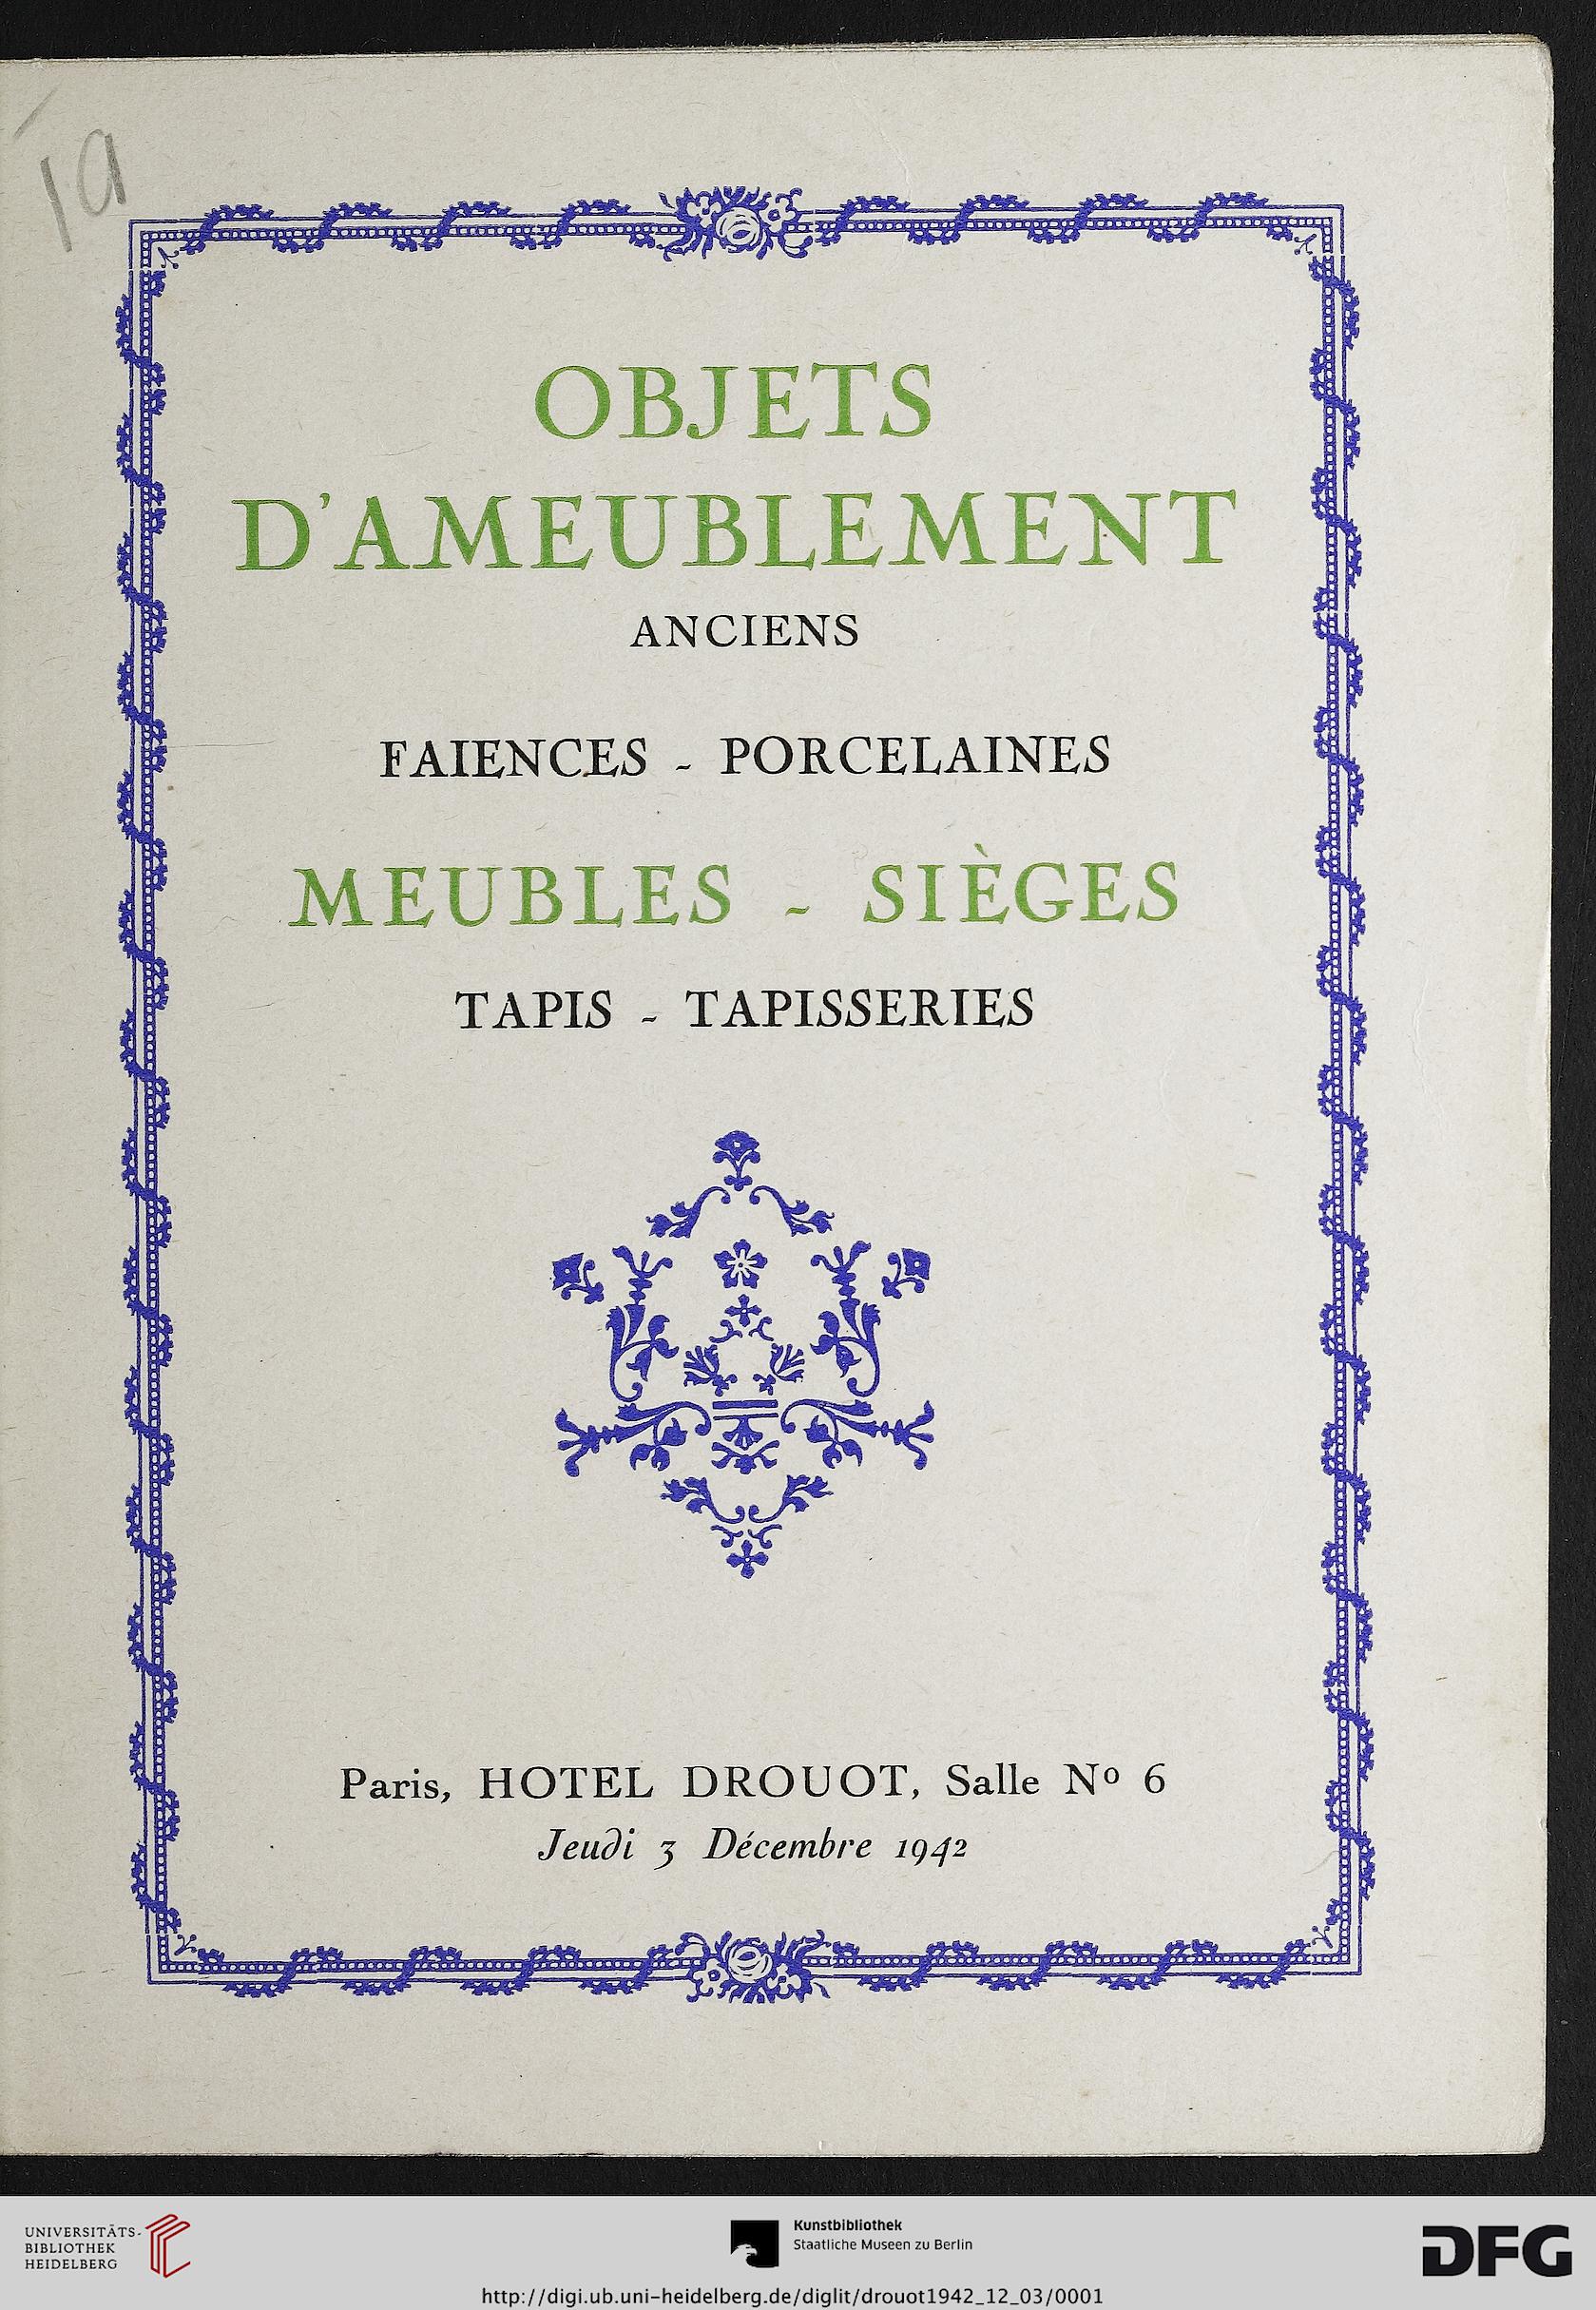 1a
OBJETS
D'AMEUBLEMENT
ANCIENS
FAIENCES - PORCELAINES
MEUBLES - SIÈGES
TAPIS - TAPISSERIES
Paris, HOTEL DROUOT, Salle Nº 6
Jeudi 3 Décembre 1942
UNIVERSITÄTS-
BIBLIOTHEK
HEIDELBERG
Kunstbibliothek
Staatliche Museen zu Berlin
DFG
http://digi.ub.uni-heidelberg.de/diglit/drouot1942_12_03/0001